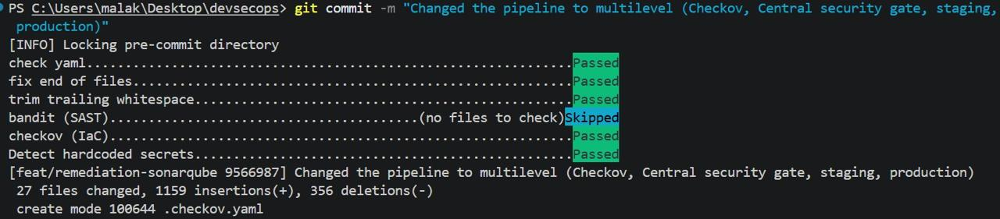 PS C:\Users\malak\Desktop\devsecops> git commit -m "Changed the pipeline to multilevel (Checkov, Central security gate, staging,
production)"
[INFO] Locking pre-commit directory
check yaml...............................................................Passed
fix end of files.........................................................Passed
trim trailing whitespace.................................................Passed
bandit (SAST)........................................(no files to check)Skipped
checkov (IaC)............................................................Passed
Detect hardcoded secrets.................................................Passed
[feat/remediation-sonarqube 9566987] Changed the pipeline to multilevel (Checkov, Central security gate, staging, production)
27 files changed, 1159 insertions(+), 356 deletions(-)
create mode 100644 .checkov.yaml